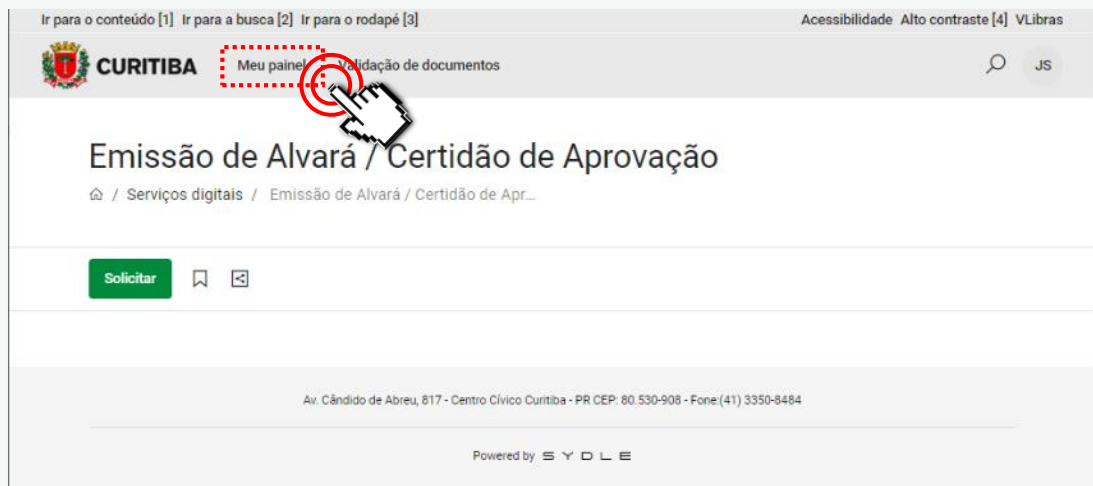 Ir para o conteúdo [1] Ir para a busca [2] Ir para o rodapé [3] Acessibilidade Alto contraste [4] VLibras
CURITIBA Meu painel Validação de documentos JS
Emissão de Alvará / Certidão de Aprovação
/ Serviços digitais / Emissão de Alvará / Certidão de Apr...
Solicitar
Av. Cândido de Abreu, 817 - Centro Cívico Curitiba - PR CEP: 80.530-908 - Fone:(41) 3350-8484
Powered by SYDLE